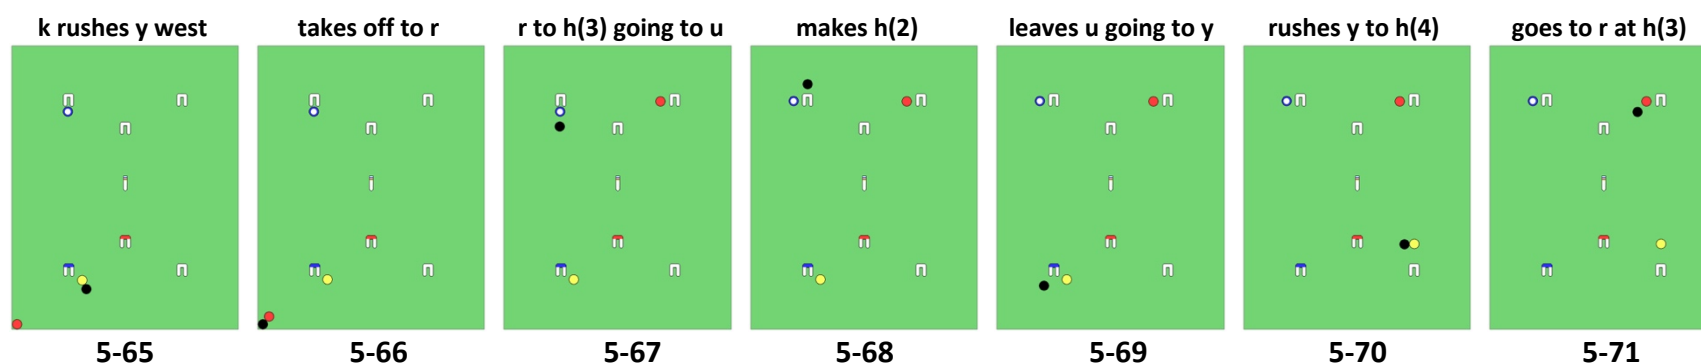 k rushes y west
takes off to r
r to h(3) going to u
makes h(2)
leaves u going to y
rushes y to h(4)
goes to r at h(3)
5-65
5-66
5-67
5-68
5-69
5-70
5-71